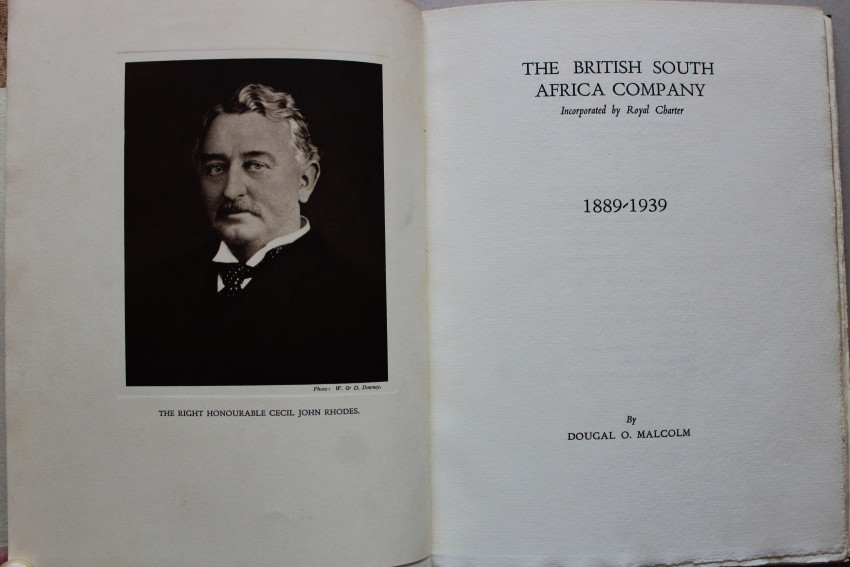 Photo: W. & D. Downey.
THE RIGHT HONOURABLE CECIL JOHN RHODES.
THE BRITISH SOUTH
AFRICA COMPANY
Incorporated by Royal Charter
1889-1939
By
DOUGAL O. MALCOLM